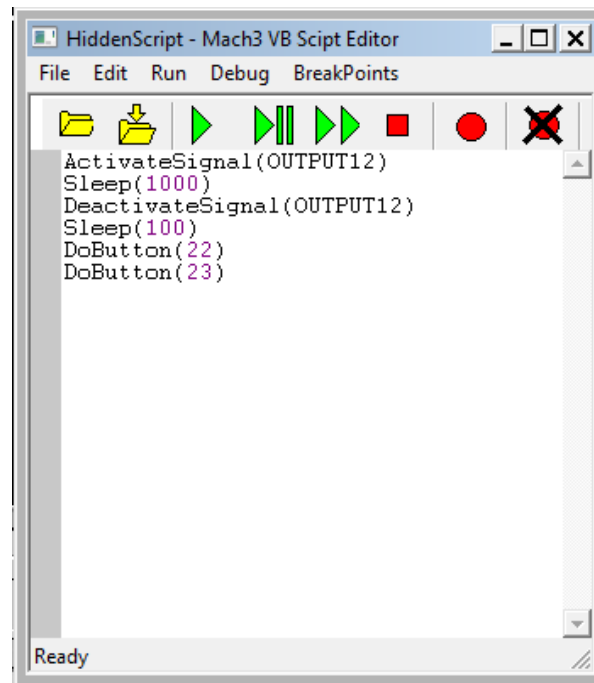 HiddenScript - Mach3 VB Scipt Editor
File Edit Run Debug BreakPoints
ActivateSignal(OUTPUT12)
Sleep(1000)
DeactivateSignal(OUTPUT12)
Sleep(100)
DoButton(22)
DoButton(23)
Ready